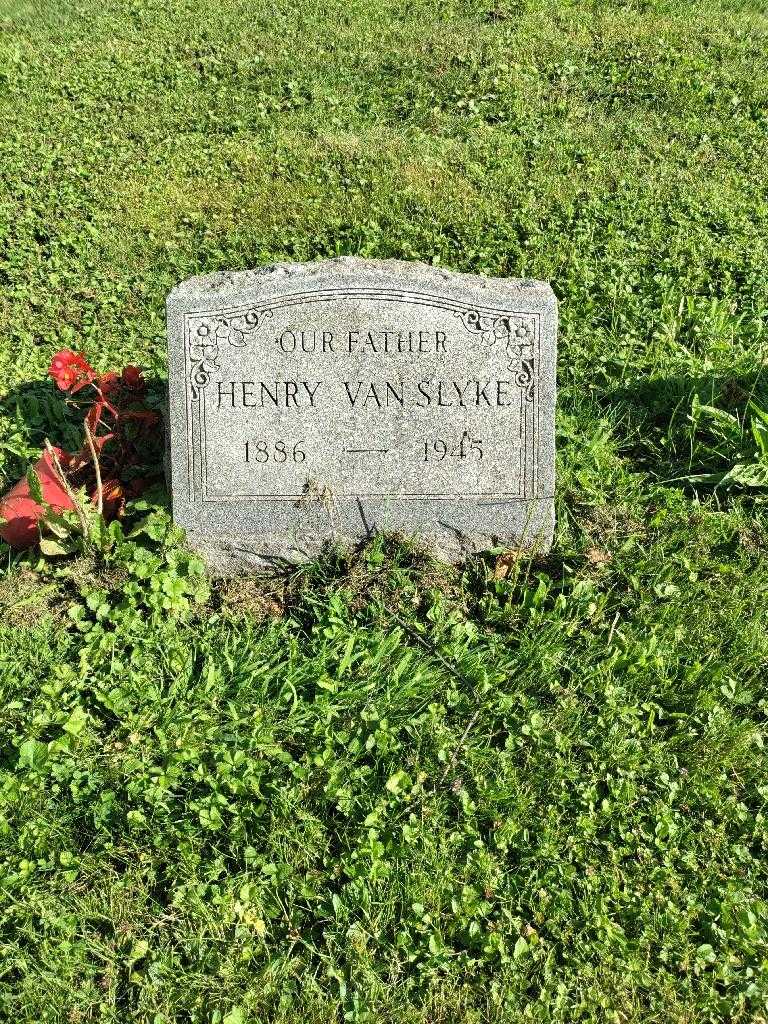 OUR FATHER
HENRY VAN SLYKE
1886 — 1945